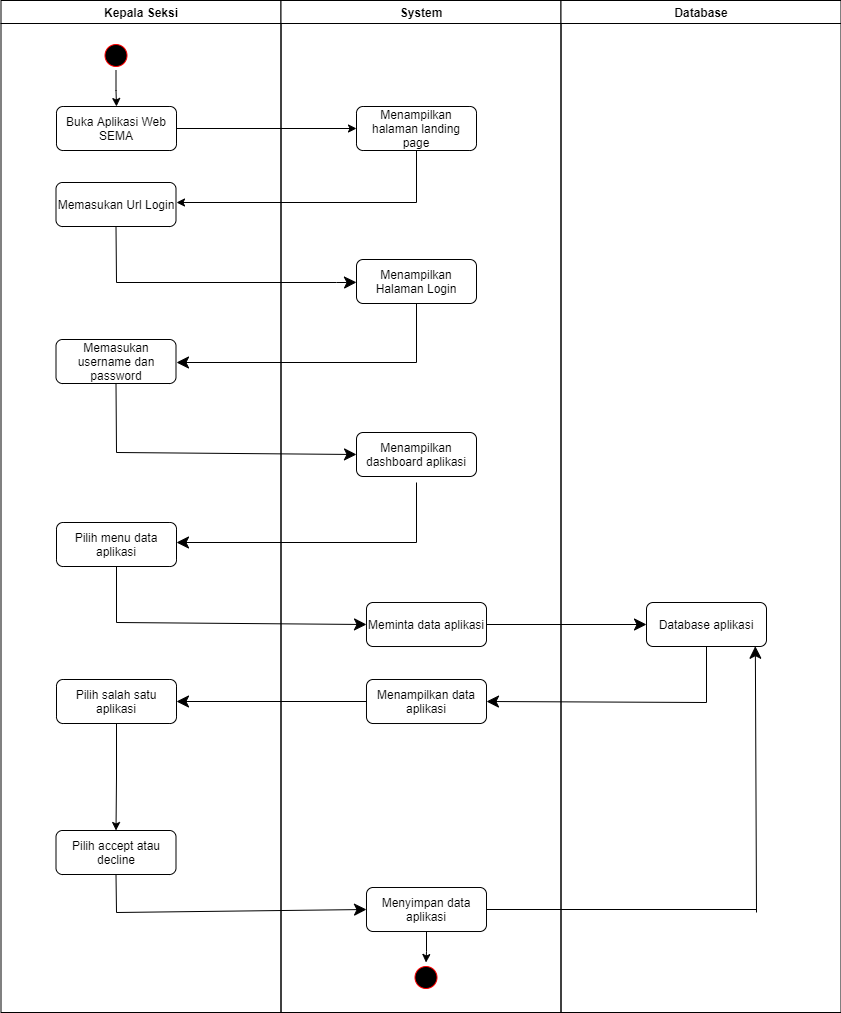 Kepala Seksi
System
Database
Buka Aplikasi Web
SEMA
Menampilkan
halaman landing
page
Memasukan Url Login
Menampilkan
Halaman Login
Memasukan
username dan
password
Menampilkan
dashboard aplikasi
Pilih menu data
aplikasi
Meminta data aplikasi
Database aplikasi
Pilih salah satu
aplikasi
Menampilkan data
aplikasi
Pilih accept atau
decline
Menyimpan data
aplikasi